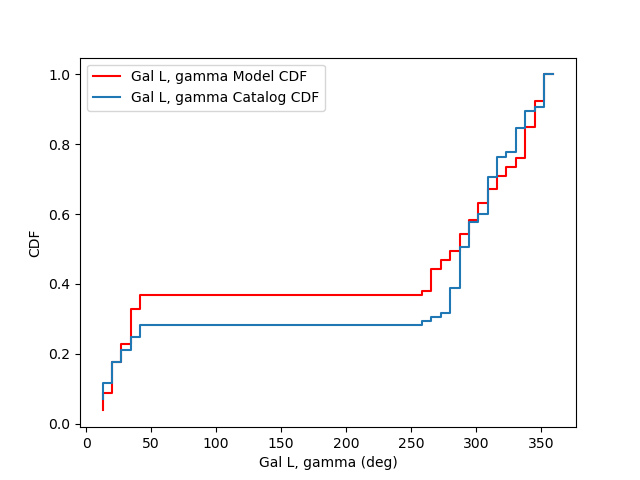 Gal L, gamma Model CDF
Gal L, gamma Catalog CDF
1.0
0.8
0.6
0.4
0.2
0.0
CDF
0 50 100 150 200 250 300 350
Gal L, gamma (deg)